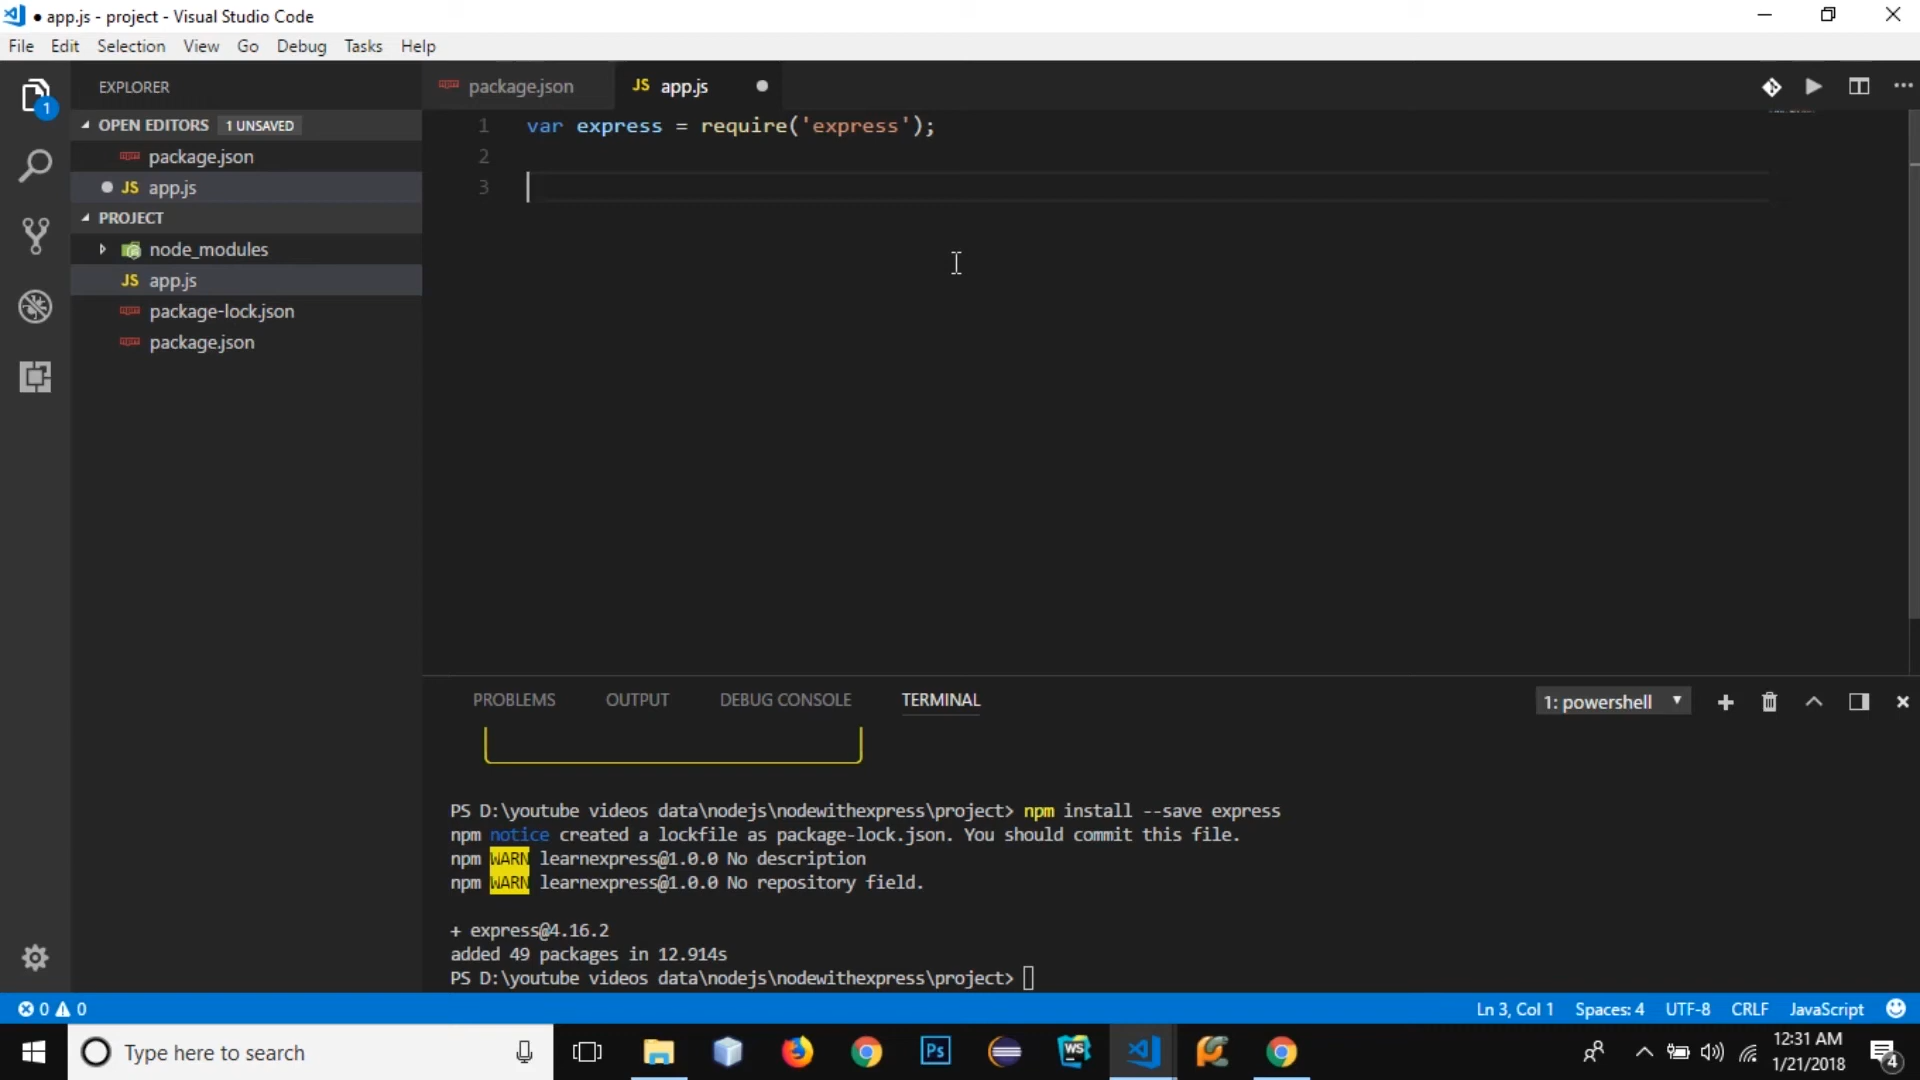 ● app.js - project - Visual Studio Code
File Edit Selection View Go Debug Tasks Help
EXPLORER
OPEN EDITORS 1 UNSAVED
package.json
● JS app.js
PROJECT
node_modules
JS app.js
package-lock.json
package.json
1
package.json
JS app.js ●
1 var express = require('express');
2
3
PROBLEMS OUTPUT DEBUG CONSOLE TERMINAL
1: powershell
PS D:\youtube videos data\nodejs\nodewithexpress\project> npm install --save express
npm notice created a lockfile as package-lock.json. You should commit this file.
npm WARN learnexpress@1.0.0 No description
npm WARN learnexpress@1.0.0 No repository field.
+ express@4.16.2
added 49 packages in 12.914s
PS D:\youtube videos data\nodejs\nodewithexpress\project>
0 0
Ln 3, Col 1 Spaces: 4 UTF-8 CRLF JavaScript
Type here to search
Ps
WS
12:31 AM
1/21/2018
4